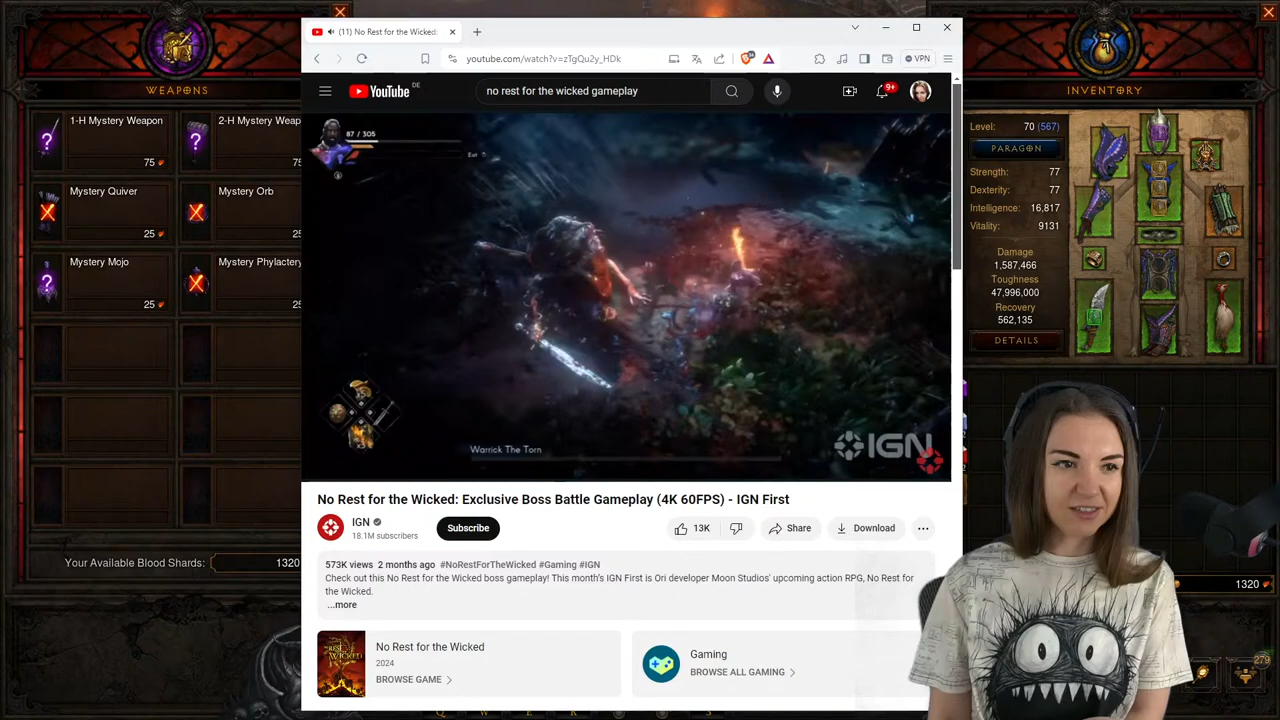 (11) No Rest for the Wicked:
youtube.com/watch?v=zTgQu2y_HDk
VPN
WEAPONS
1-H Mystery Weapon
75
2-H Mystery Weap
75
Mystery Quiver
25
Mystery Orb
25
Mystery Mojo
25
Mystery Phylactery
25
Your Available Blood Shards: 1320
YouTube DE
no rest for the wicked gameplay
9+
87 / 305
Exit
Warrick The Torn
IGN
No Rest for the Wicked: Exclusive Boss Battle Gameplay (4K 60FPS) - IGN First
IGN
18.1M subscribers
Subscribe
13K
Share
Download
573K views 2 months ago #NoRestForTheWicked #Gaming #IGN
Check out this No Rest for the Wicked boss gameplay! This month's IGN First is Ori developer Moon Studios' upcoming action RPG, No Rest for
the Wicked.
...more
No Rest for the Wicked
2024
BROWSE GAME
Gaming
BROWSE ALL GAMING
INVENTORY
Level: 70 (567)
PARAGON
Strength: 77
Dexterity: 77
Intelligence: 16,817
Vitality: 9131
Damage
1,587,466
Toughness
47,996,000
Recovery
562,135
DETAILS
1320
279